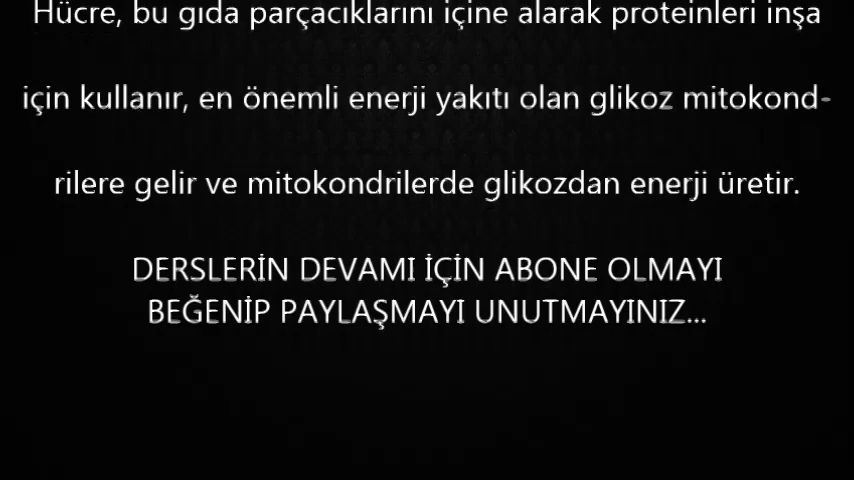 Hücre, bu gıda parçacıklarını içine alarak proteinleri inşa
için kullanır, en önemli enerji yakıtı olan glikoz mitokond-
rilere gelir ve mitokondrilerde glikozdan enerji üretir.
DERSLERİN DEVAMI İÇİN ABONE OLMAYI
BEĞENİP PAYLAŞMAYI UNUTMAYINIZ...